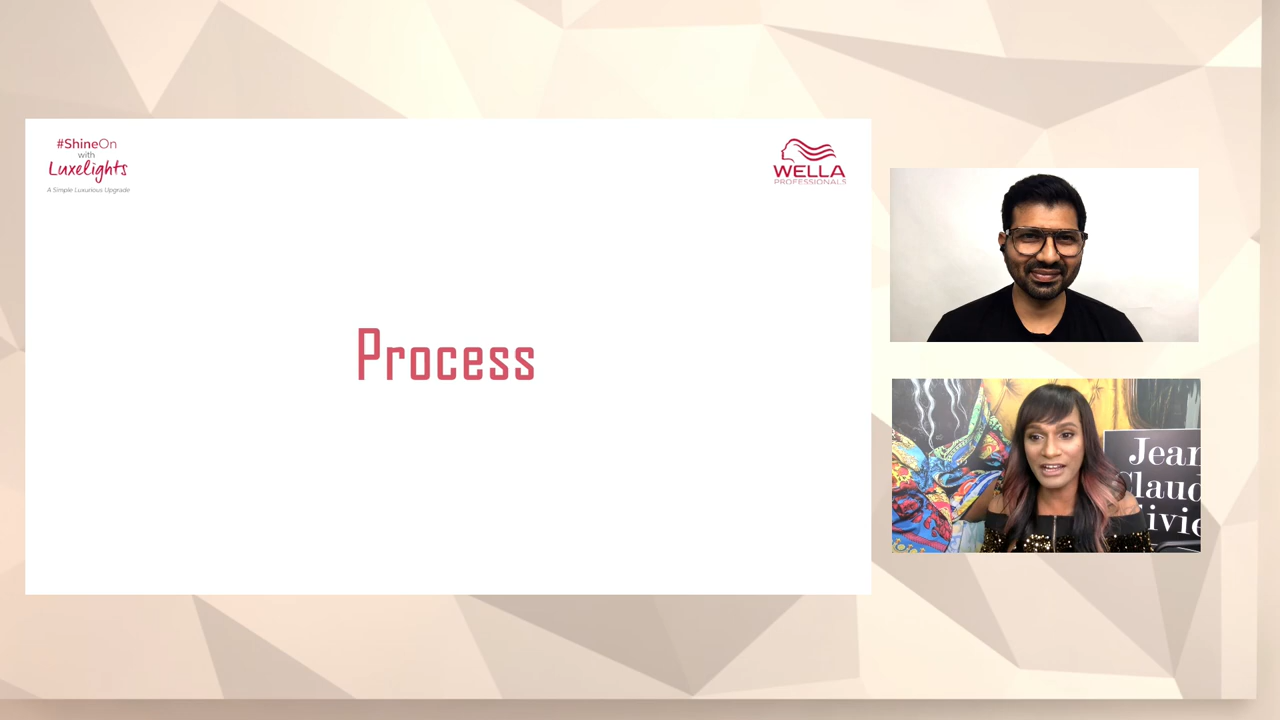 #ShineOn
with
Luxelights
A Simple Luxurious Upgrade
WELLA
PROFESSIONALS
Process
Jean
Claud
ivie